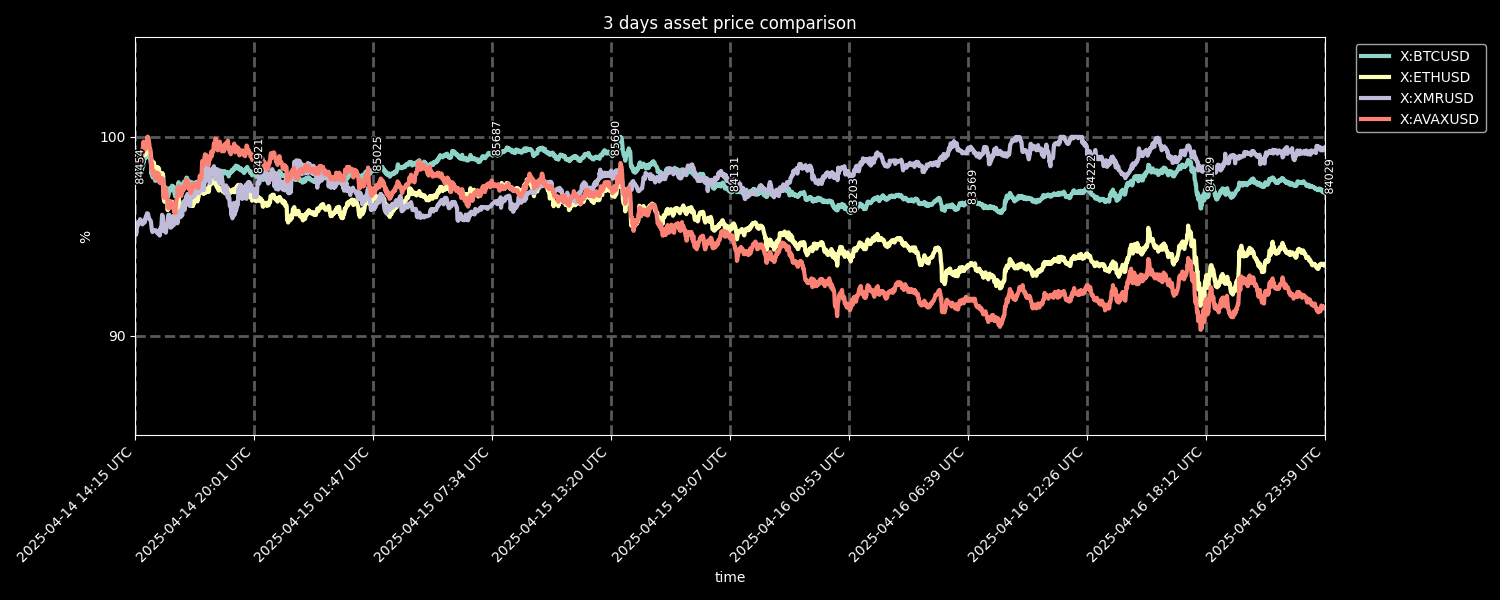 3 days asset price comparison
X:BTCUSD
X:ETHUSD
X:XMRUSD
X:AVAXUSD
100
90
%
84454
84921
85025
85687
85690
84131
83203
83569
84222
84129
84029
2025-04-14 14:15 UTC
2025-04-14 20:01 UTC
2025-04-15 01:47 UTC
2025-04-15 07:34 UTC
2025-04-15 13:20 UTC
2025-04-15 19:07 UTC
2025-04-16 00:53 UTC
2025-04-16 06:39 UTC
2025-04-16 12:26 UTC
2025-04-16 18:12 UTC
2025-04-16 23:59 UTC
time